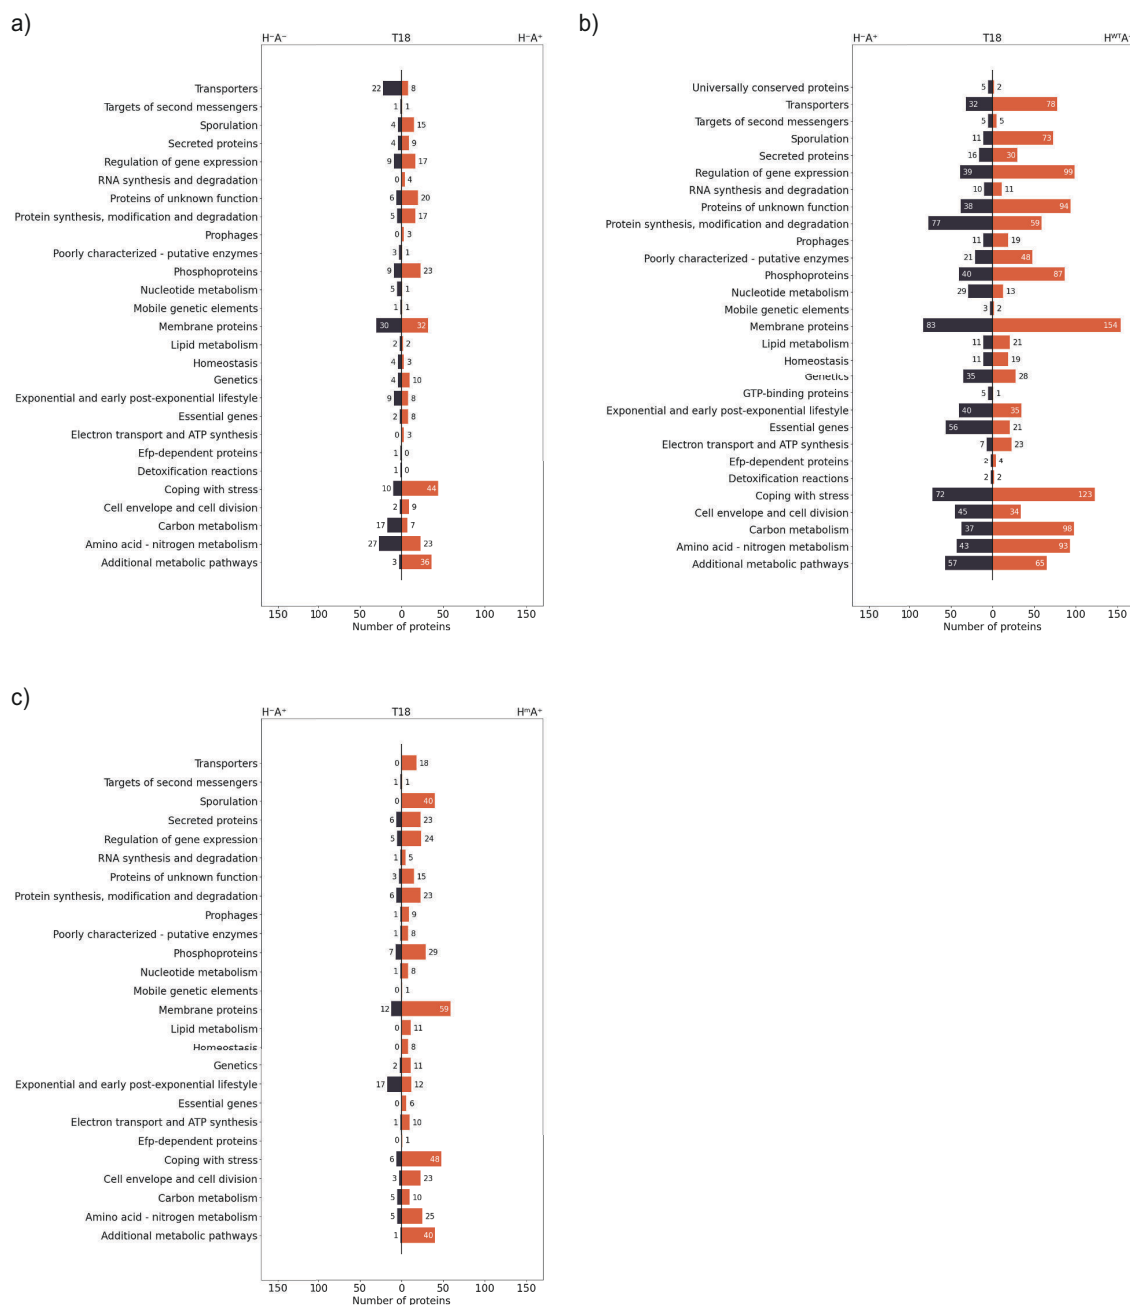 a)
H⁻A⁻ T18 H⁻A⁺
Transporters 22 8
Targets of second messengers 1 1
Sporulation 4 15
Secreted proteins 4 9
Regulation of gene expression 9 17
RNA synthesis and degradation 0 4
Proteins of unknown function 6 20
Protein synthesis, modification and degradation 5 17
Prophages 0 3
Poorly characterized - putative enzymes 3 1
Phosphoproteins 9 23
Nucleotide metabolism 5 1
Mobile genetic elements 1 1
Membrane proteins 30 32
Lipid metabolism 2 2
Homeostasis 4 3
Genetics 4 10
Exponential and early post-exponential lifestyle 9 8
Essential genes 2 8
Electron transport and ATP synthesis 0 3
Efp-dependent proteins 1 0
Detoxification reactions 1 0
Coping with stress 10 44
Cell envelope and cell division 2 9
Carbon metabolism 17 7
Amino acid - nitrogen metabolism 27 23
Additional metabolic pathways 3 36
150 100 50 0 50 100 150
Number of proteins
b)
H⁻A⁺ T18 HᵂᵀA⁻
Universally conserved proteins 5 2
Transporters 32 78
Targets of second messengers 5 5
Sporulation 11 73
Secreted proteins 16 30
Regulation of gene expression 39 99
RNA synthesis and degradation 10 11
Proteins of unknown function 38 94
Protein synthesis, modification and degradation 77 59
Prophages 11 19
Poorly characterized - putative enzymes 21 48
Phosphoproteins 40 87
Nucleotide metabolism 29 13
Mobile genetic elements 3 2
Membrane proteins 83 154
Lipid metabolism 11 21
Homeostasis 11 19
Genetics 35 28
GTP-binding proteins 5 1
Exponential and early post-exponential lifestyle 40 35
Essential genes 56 21
Electron transport and ATP synthesis 7 23
Efp-dependent proteins 2 4
Detoxification reactions 2 2
Coping with stress 72 123
Cell envelope and cell division 45 34
Carbon metabolism 37 98
Amino acid - nitrogen metabolism 43 93
Additional metabolic pathways 57 65
150 100 50 0 50 100 150
Number of proteins
c)
H⁻A⁺ T18 HᵐA⁺
Transporters 0 18
Targets of second messengers 1 1
Sporulation 0 40
Secreted proteins 6 23
Regulation of gene expression 5 24
RNA synthesis and degradation 1 5
Proteins of unknown function 3 15
Protein synthesis, modification and degradation 6 23
Prophages 1 9
Poorly characterized - putative enzymes 1 8
Phosphoproteins 7 29
Nucleotide metabolism 1 8
Mobile genetic elements 0 1
Membrane proteins 12 59
Lipid metabolism 0 11
Homeostasis 0 8
Genetics 2 11
Exponential and early post-exponential lifestyle 17 12
Essential genes 0 6
Electron transport and ATP synthesis 1 10
Efp-dependent proteins 0 1
Coping with stress 6 48
Cell envelope and cell division 3 23
Carbon metabolism 5 10
Amino acid - nitrogen metabolism 5 25
Additional metabolic pathways 1 40
150 100 50 0 50 100 150
Number of proteins